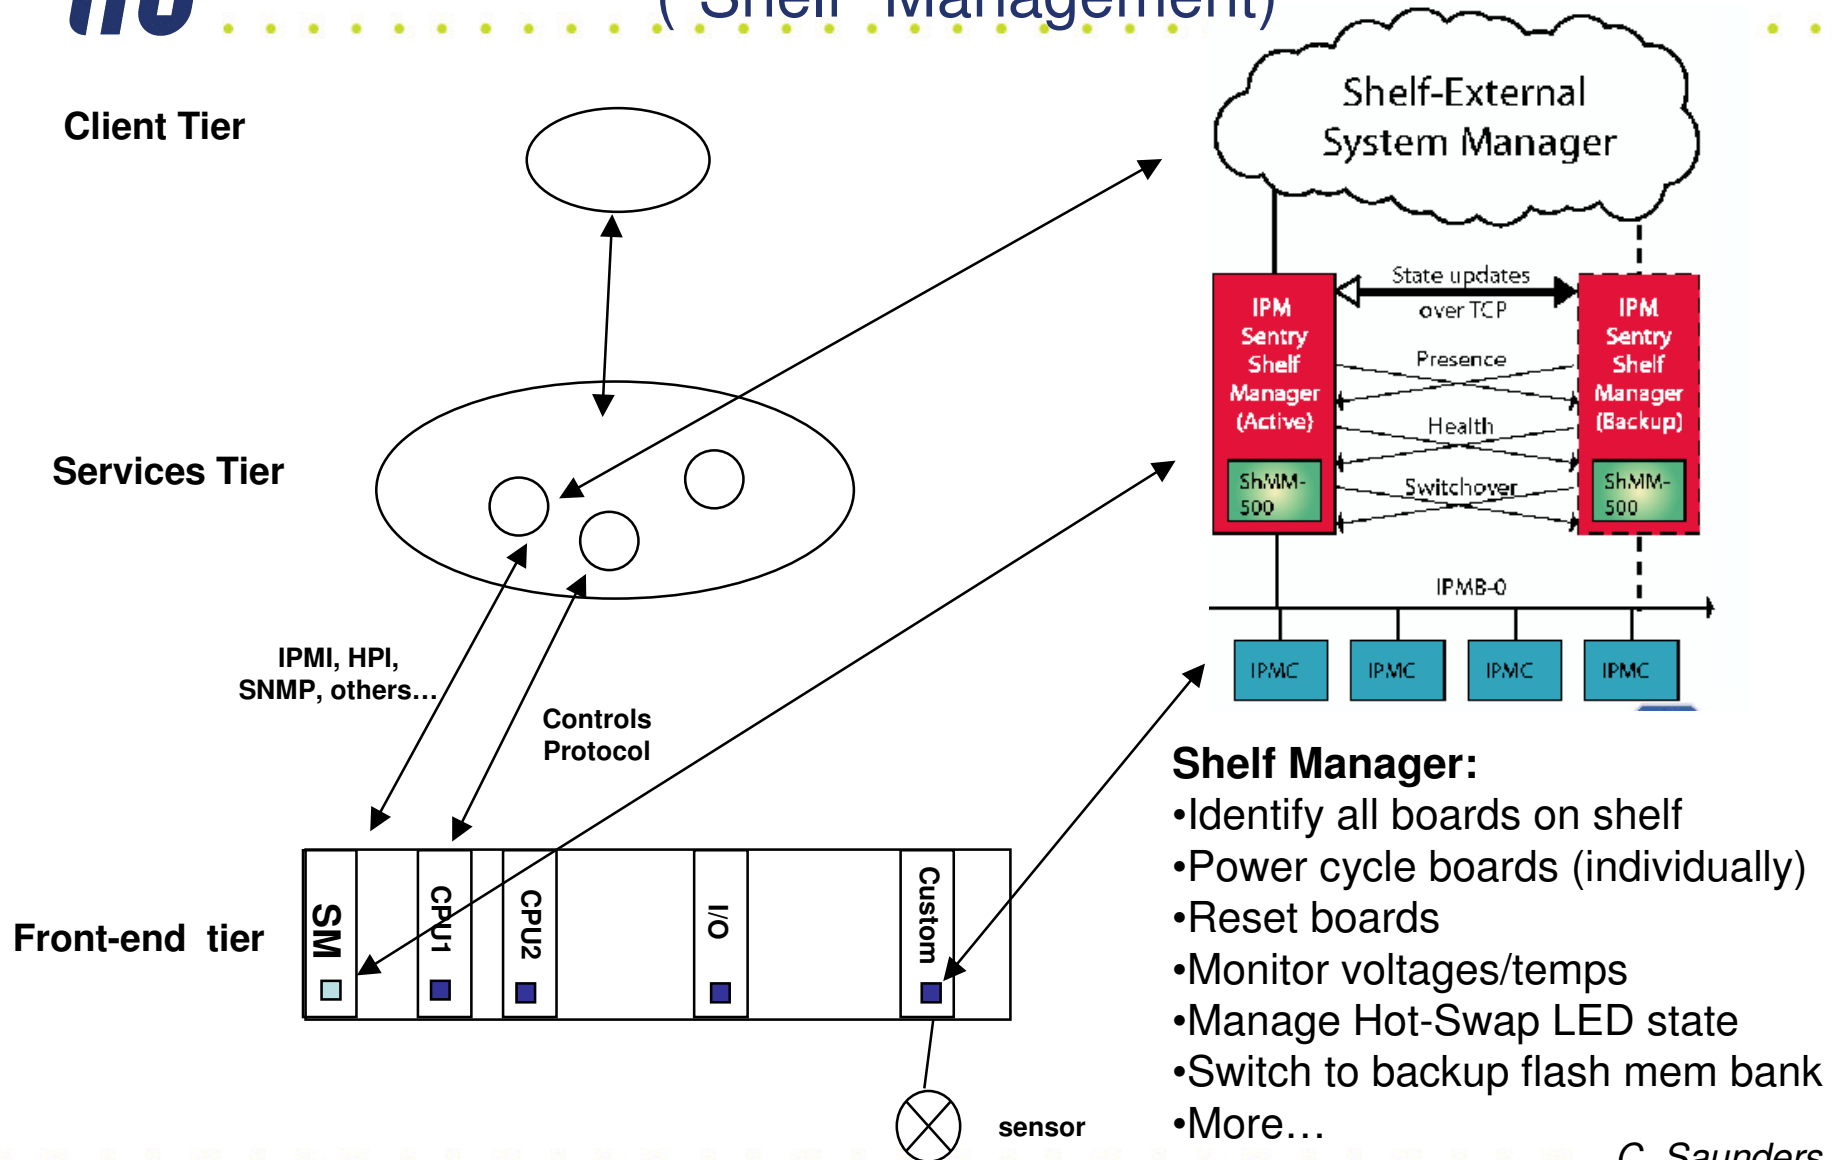 ("Shelf" Management)
Client Tier
Services Tier
IPMI, HPI,
SNMP, others…
Controls
Protocol
Front-end tier
SM
CPU1
CPU2
I/O
Custom
sensor
Shelf-External
System Manager
State updates
over TCP
IPM
Sentry
Shelf
Manager
(Active)
ShMM-
500
Presence
Health
Switchover
IPM
Sentry
Shelf
Manager
(Backup)
ShMM-
500
IPMB-0
IPMC
IPMC
IPMC
IPMC
Shelf Manager:
•Identify all boards on shelf
•Power cycle boards (individually)
•Reset boards
•Monitor voltages/temps
•Manage Hot-Swap LED state
•Switch to backup flash mem bank
•More…
C. Saunders